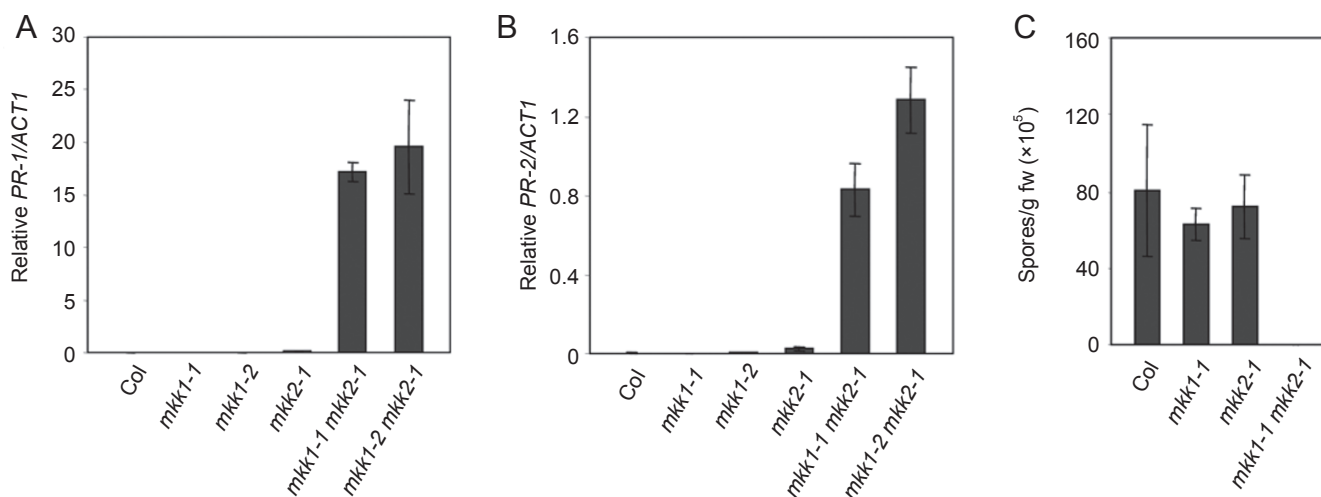 A
Relative PR-1/ACT1
30
25
20
15
10
5
0
Col
mkk1-1
mkk1-2
mkk2-1
mkk1-1 mkk2-1
mkk1-2 mkk2-1
B
Relative PR-2/ACT1
1.6
1.2
0.8
0.4
0
Col
mkk1-1
mkk1-2
mkk2-1
mkk1-1 mkk2-1
mkk1-2 mkk2-1
C
Spores/g fw (×10⁵)
160
120
80
40
0
Col
mkk1-1
mkk2-1
mkk1-1 mkk2-1